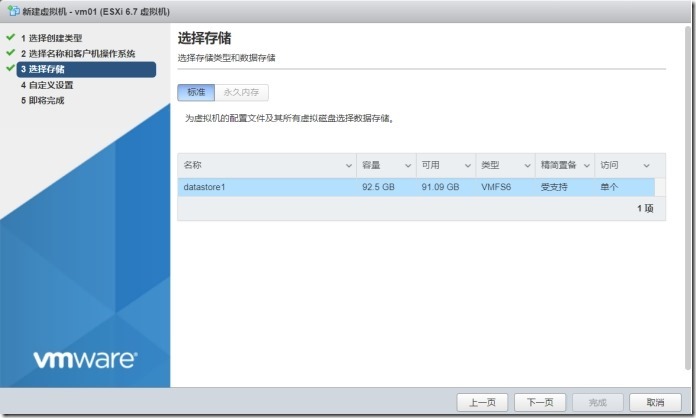 新建虚拟机 - vm01 (ESXi 6.7 虚拟机)
1 选择创建类型
2 选择名称和客户机操作系统
3 选择存储
4 自定义设置
5 即将完成
选择存储
选择存储类型和数据存储
标准 永久内存
为虚拟机的配置文件及其所有虚拟磁盘选择数据存储。
名称 容量 可用 类型 精简置备 访问
datastore1 92.5 GB 91.09 GB VMFS6 受支持 单个
1 项
vmware®
上一页 下一页 完成 取消